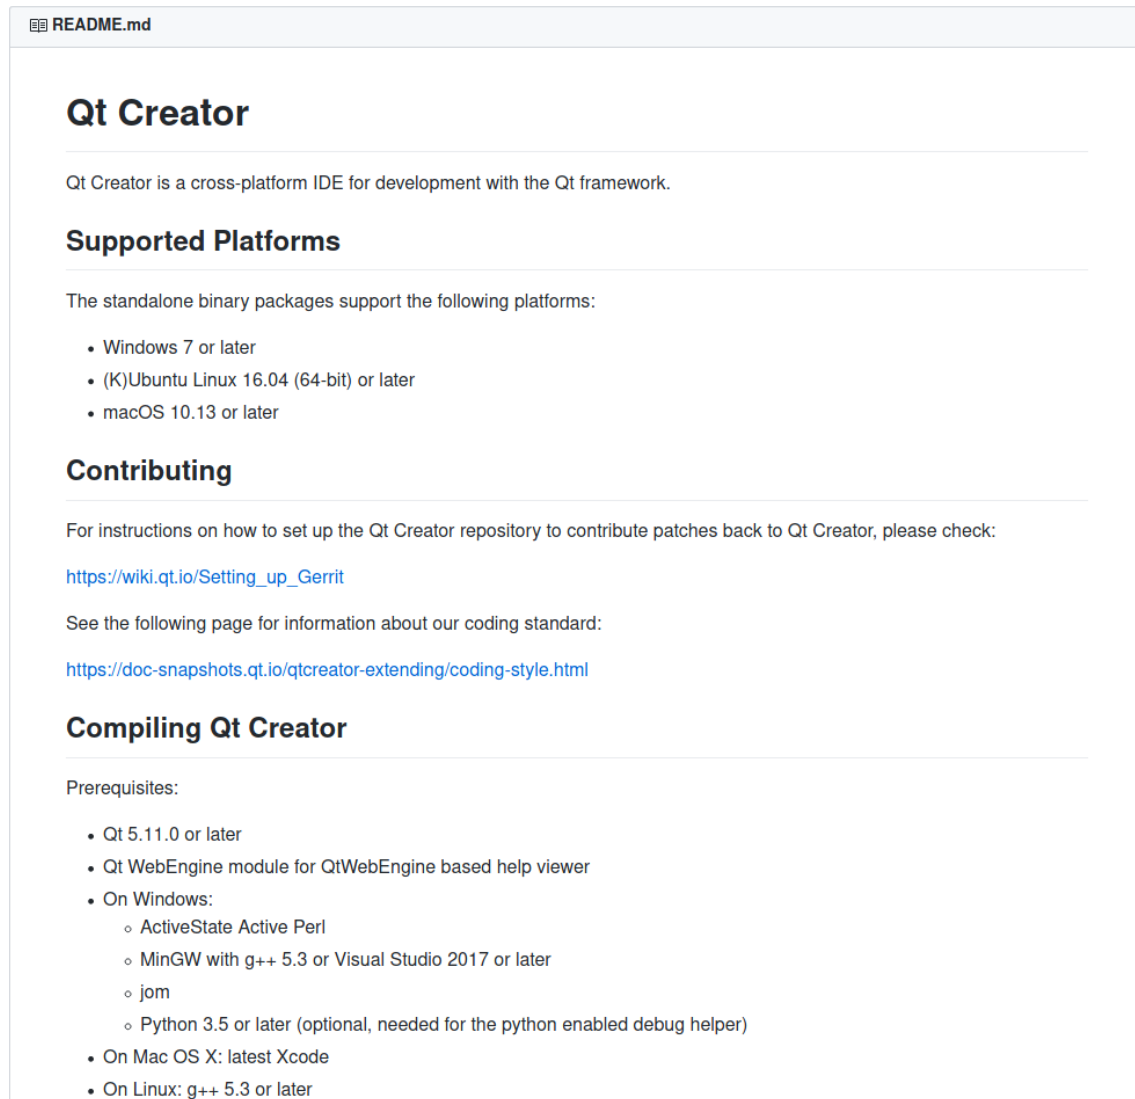 README.md
Qt Creator
Qt Creator is a cross-platform IDE for development with the Qt framework.
Supported Platforms
The standalone binary packages support the following platforms:
• Windows 7 or later
• (K)Ubuntu Linux 16.04 (64-bit) or later
• macOS 10.13 or later
Contributing
For instructions on how to set up the Qt Creator repository to contribute patches back to Qt Creator, please check:
https://wiki.qt.io/Setting_up_Gerrit
See the following page for information about our coding standard:
https://doc-snapshots.qt.io/qtcreator-extending/coding-style.html
Compiling Qt Creator
Prerequisites:
• Qt 5.11.0 or later
• Qt WebEngine module for QtWebEngine based help viewer
• On Windows:
◦ ActiveState Active Perl
◦ MinGW with g++ 5.3 or Visual Studio 2017 or later
◦ jom
◦ Python 3.5 or later (optional, needed for the python enabled debug helper)
• On Mac OS X: latest Xcode
• On Linux: g++ 5.3 or later